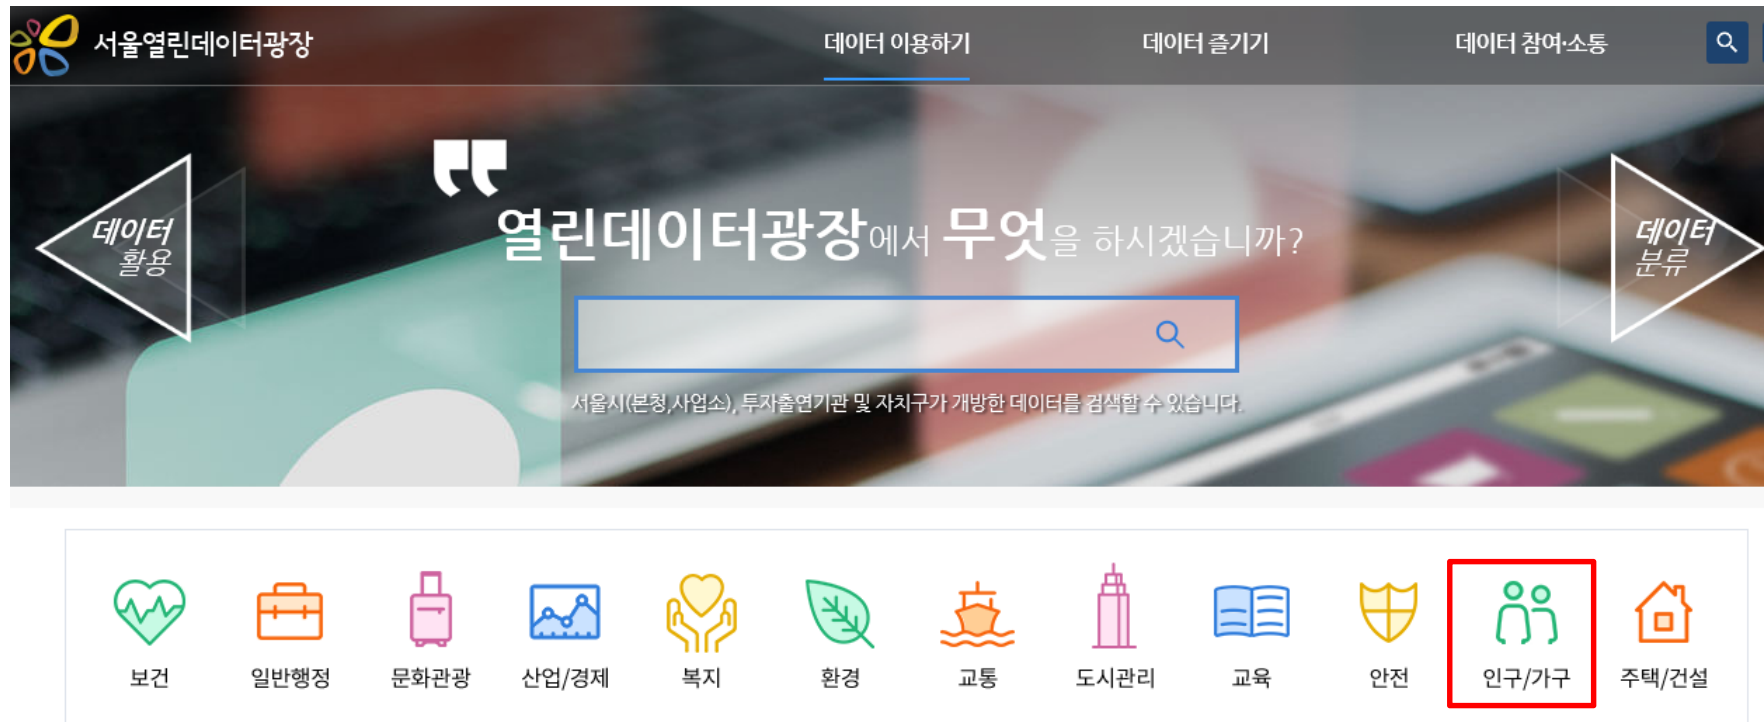 서울열린데이터광장
데이터 이용하기
데이터 즐기기
데이터 참여·소통
데이터
활용
열린데이터광장에서 무엇을 하시겠습니까?
데이터
분류
서울시(본청,사업소), 투자출연기관 및 자치구가 개방한 데이터를 검색할 수 있습니다.
보건
일반행정
문화관광
산업/경제
복지
환경
교통
도시관리
교육
안전
인구/가구
주택/건설